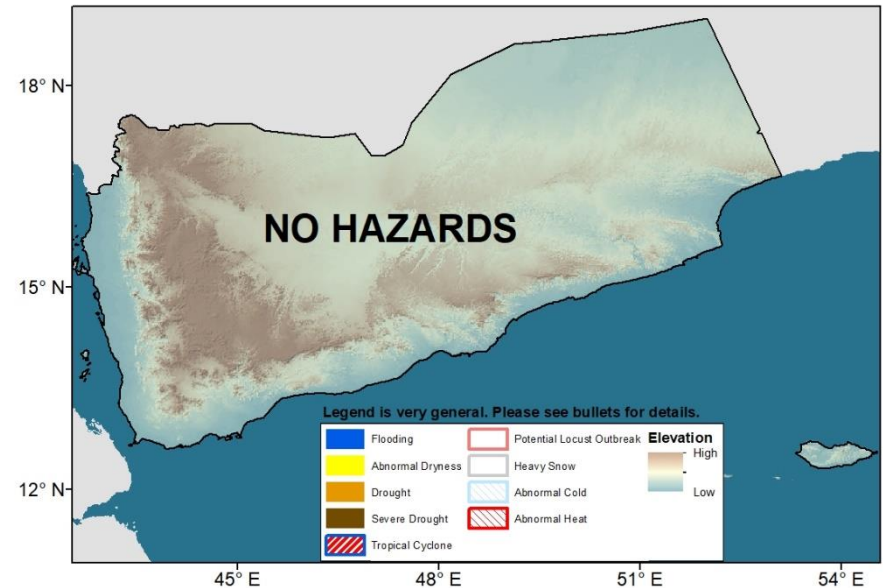 18° N
NO HAZARDS
15° N
Legend is very general. Please see bullets for details.
Flooding
Potential Locust Outbreak
Elevation
Abnormal Dryness
Heavy Snow
High
Drought
Abnormal Cold
Low
Severe Drought
Abnormal Heat
Tropical Cyclone
12° N
45° E
48° E
51° E
54° E